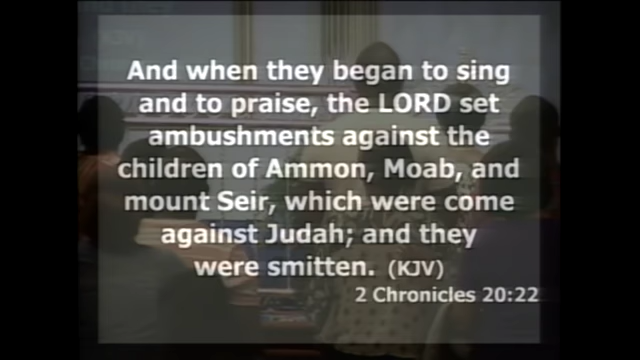 And when they began to sing
and to praise, the LORD set
ambushments against the
children of Ammon, Moab, and
mount Seir, which were come
against Judah; and they
were smitten. (KJV)
2 Chronicles 20:22